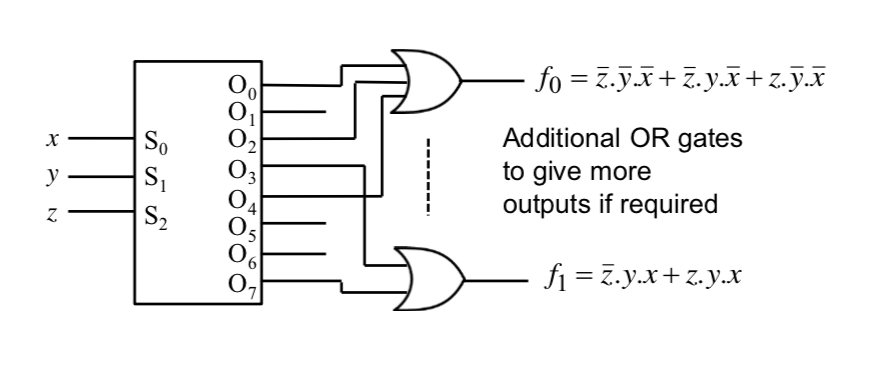 O₀
O₁
x S₀ O₂
y S₁ O₃
z S₂ O₄
O₅
O₆
O₇
f₀ = z̅.y̅.x̅ + z̅.y.x̅ + z.y̅.x̅
Additional OR gates
to give more
outputs if required
f₁ = z̅.y.x + z.y.x